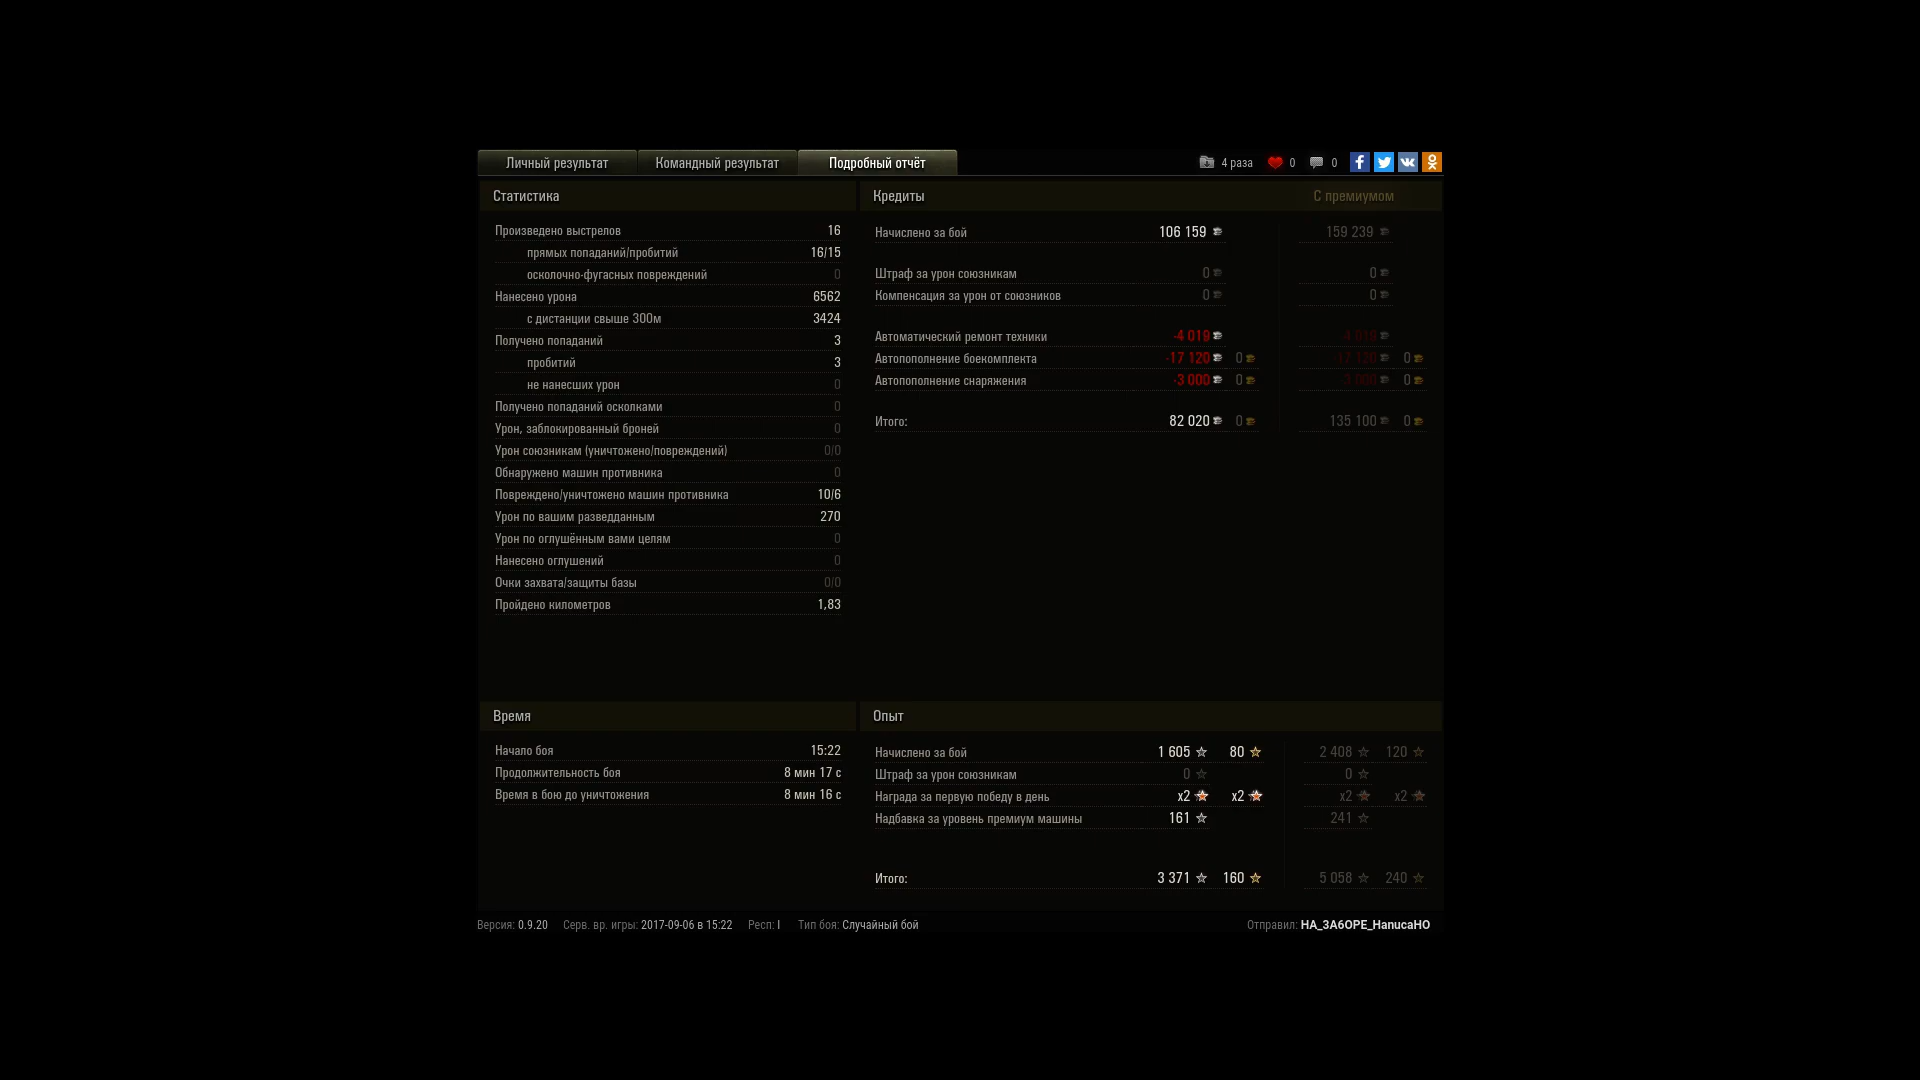 Личный результат Командный результат Подробный отчёт 4 раза 0 0
Статистика
Произведено выстрелов 16
прямых попаданий/пробитий 16/15
осколочно-фугасных повреждений 0
Нанесено урона 6562
с дистанции свыше 300м 3424
Получено попаданий 3
пробитий 3
не нанесших урон 0
Получено попаданий осколками 0
Урон, заблокированный броней 0
Урон союзникам (уничтожено/повреждений) 0/0
Обнаружено машин противника 0
Повреждено/уничтожено машин противника 10/6
Урон по вашим разведданным 270
Урон по оглушённым вами целям 0
Нанесено оглушений 0
Очки захвата/защиты базы 0/0
Пройдено километров 1,83
Кредиты С премиумом
Начислено за бой 106 159 159 239
Штраф за урон союзникам 0 0
Компенсация за урон от союзников 0 0
Автоматический ремонт техники -4 019 -4 019
Автопополнение боекомплекта -17 120 0 -17 120 0
Автопополнение снаряжения -3 000 0 -3 000 0
Итого: 82 020 0 135 100 0
Время
Начало боя 15:22
Продолжительность боя 8 мин 17 с
Время в бою до уничтожения 8 мин 16 с
Опыт
Начислено за бой 1 605 80 2 408 120
Штраф за урон союзникам 0 0
Награда за первую победу в день x2 x2 x2 x2
Надбавка за уровень премиум машины 161 241
Итого: 3 371 160 5 058 240
Версия: 0.9.20 Серв. вр. игры: 2017-09-06 в 15:22 Респ: I Тип боя: Случайный бой Отправил: HA_3A6OPE_HanucaHO